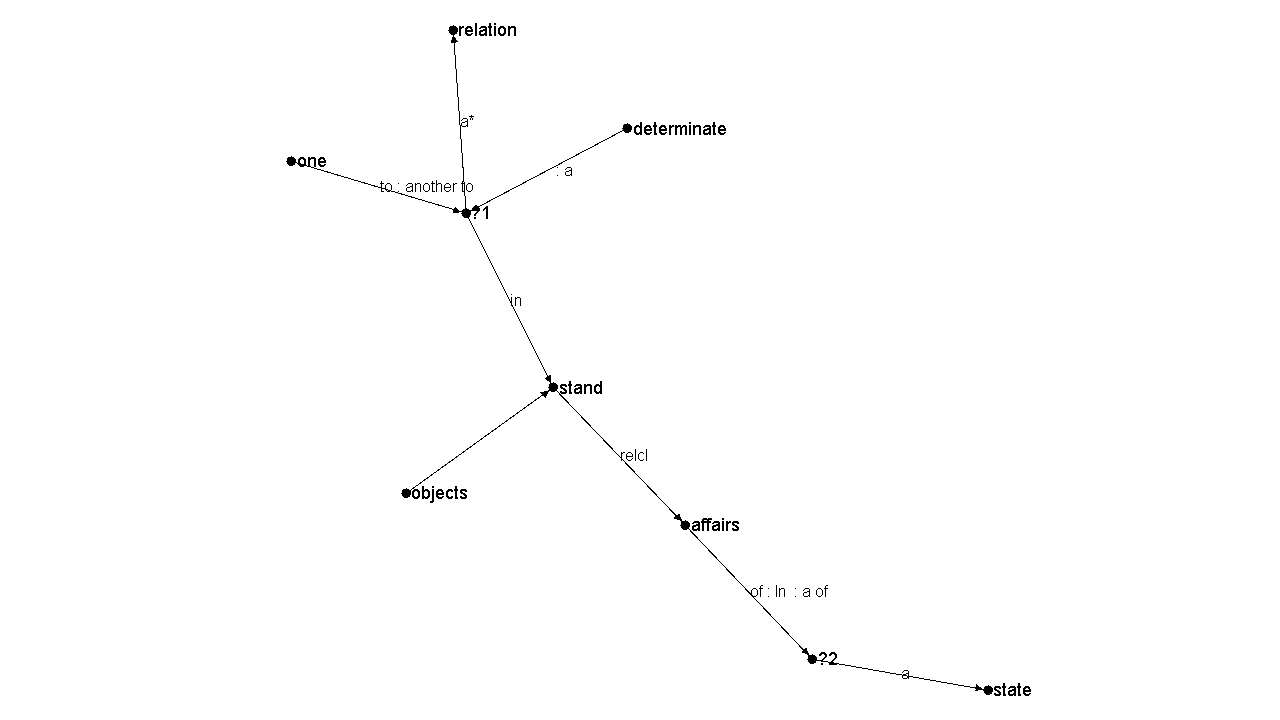 relation
a*
determinate
one
: a
to : another to
?1
in
stand
relcl
objects
affairs
of : In : a of
?2
a
state